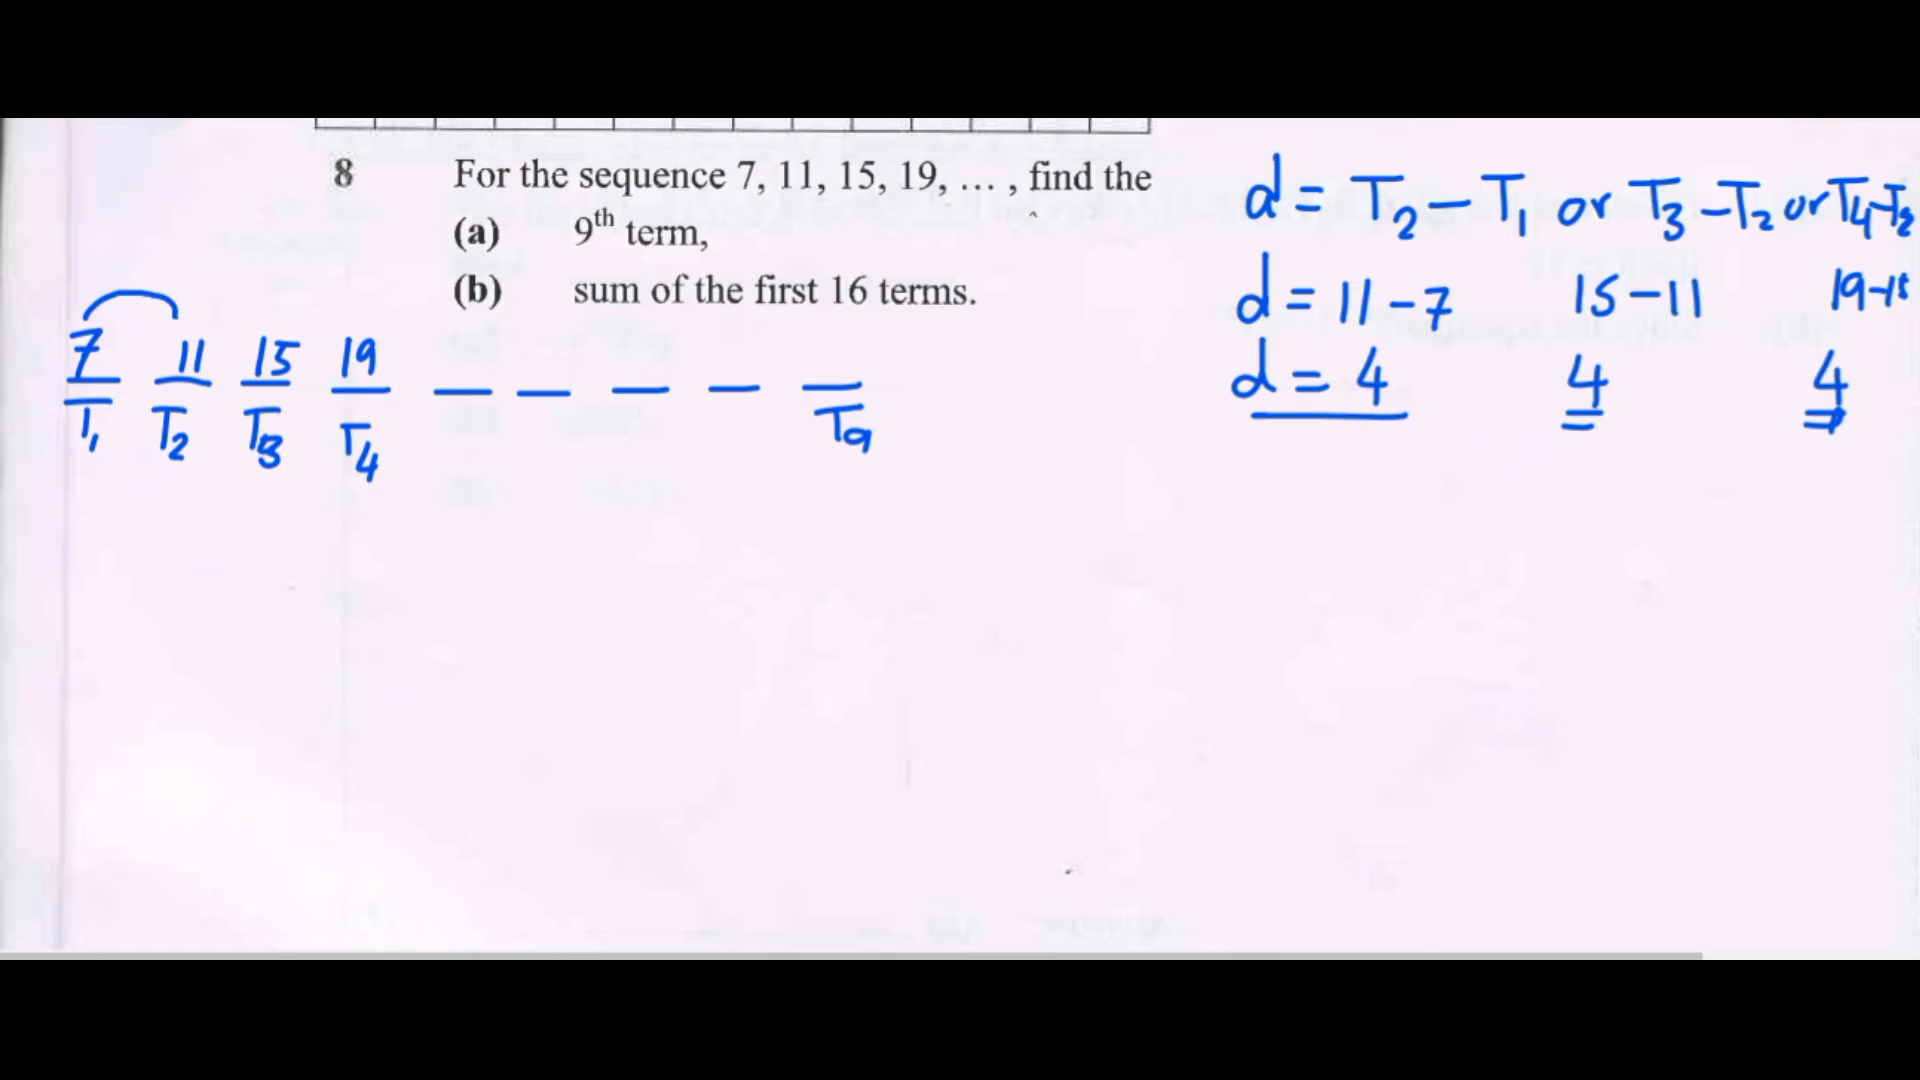 8 For the sequence 7, 11, 15, 19, ... , find the
(a) 9th term,
(b) sum of the first 16 terms.
7 11 15 19 _ _ _ _ _
T1 T2 T3 T4 T9
d = T2 - T1 or T3 - T2 or T4 - T3
d = 11 - 7 15 - 11 19 - 15
d = 4 4 4